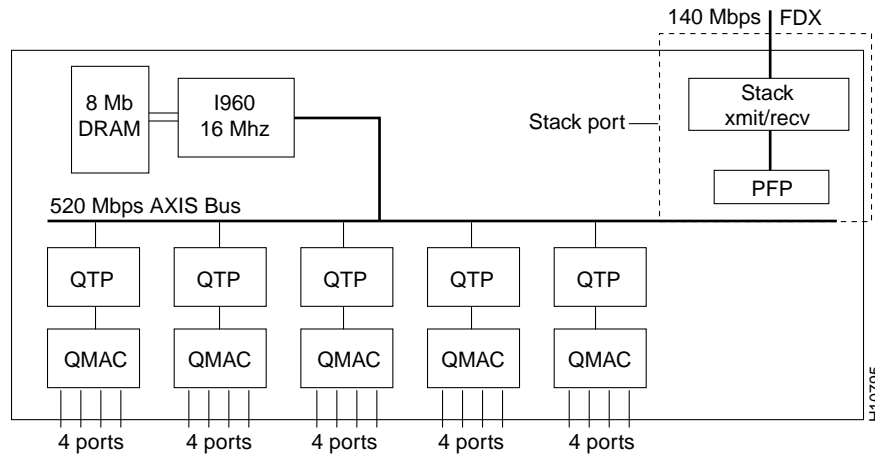 140 Mbps FDX
8 Mb
DRAM
I960
16 Mhz
Stack port
Stack
xmit/recv
PFP
520 Mbps AXIS Bus
QTP QTP QTP QTP QTP
QMAC QMAC QMAC QMAC QMAC
4 ports 4 ports 4 ports 4 ports 4 ports
H10795